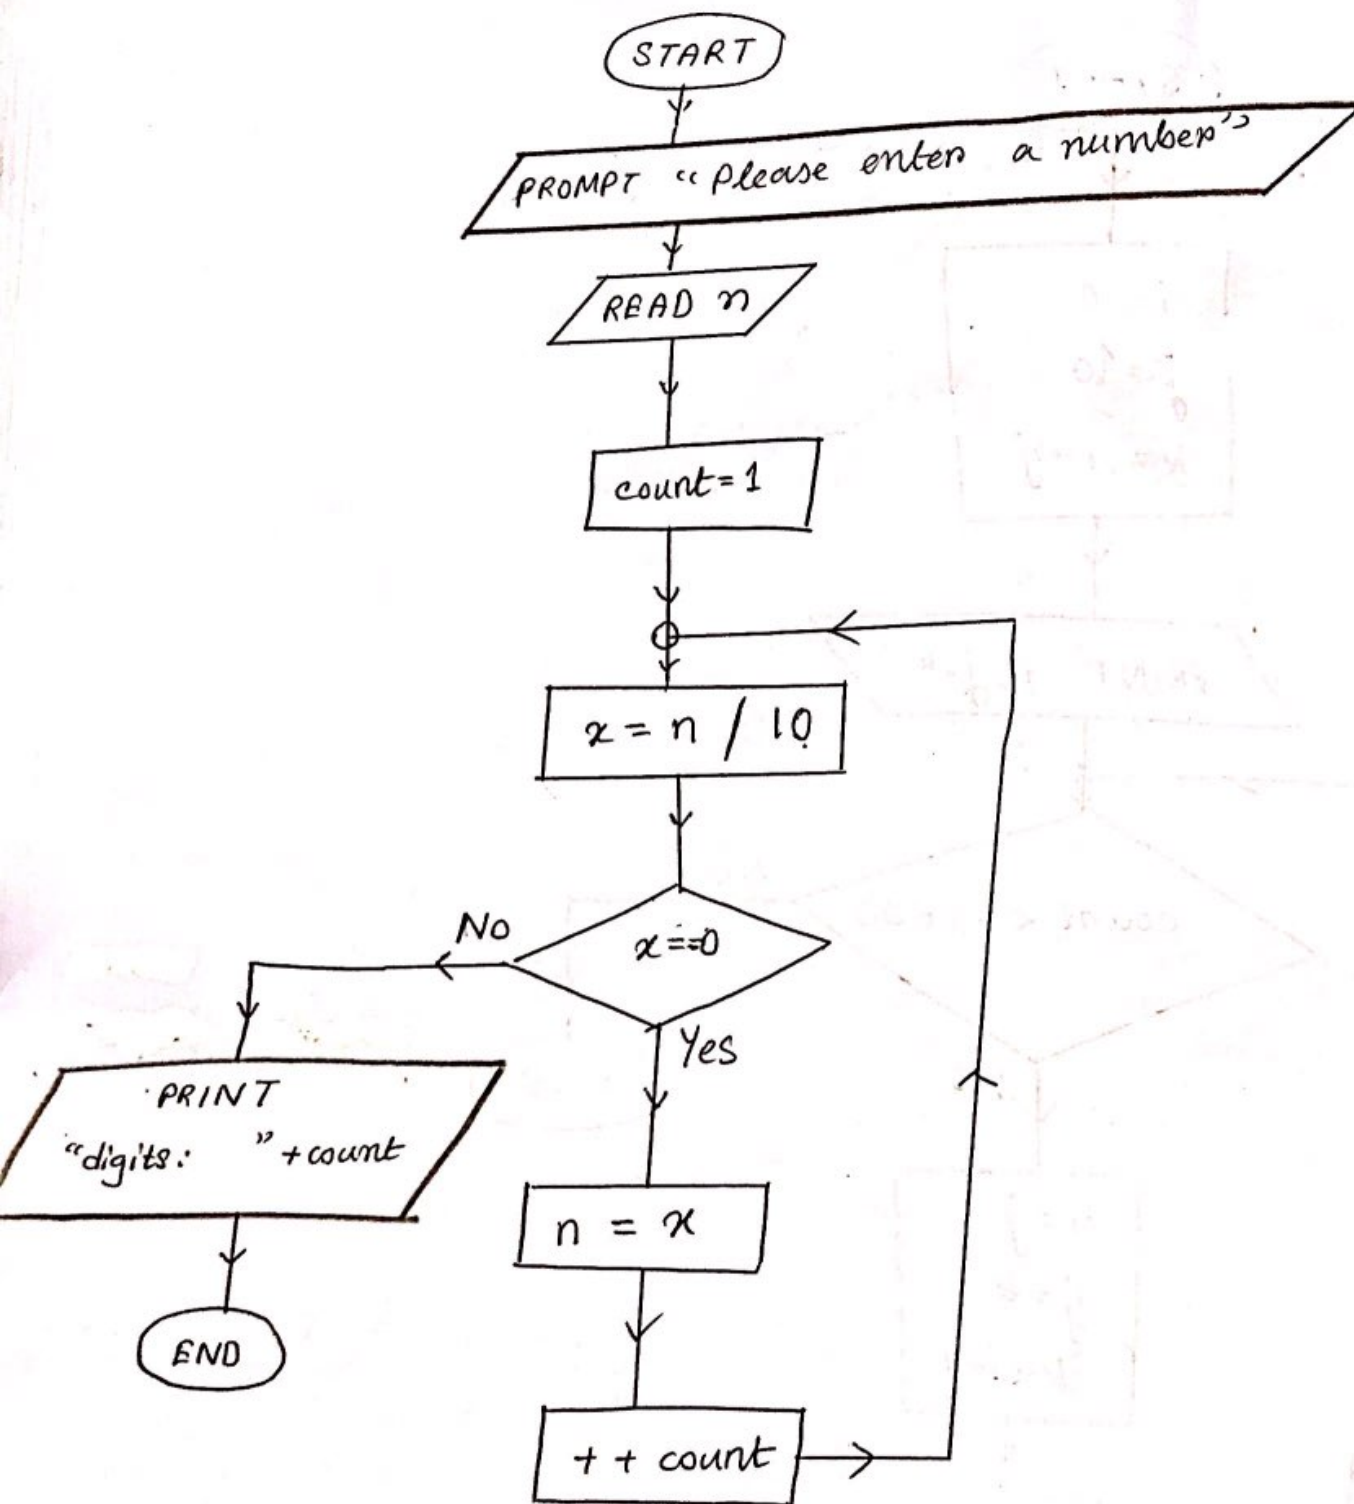 START
PROMPT "Please enter a number"
READ n
count=1
x = n / 10
x==0
No
Yes
PRINT
"digits: " +count
n = x
END
+ + count